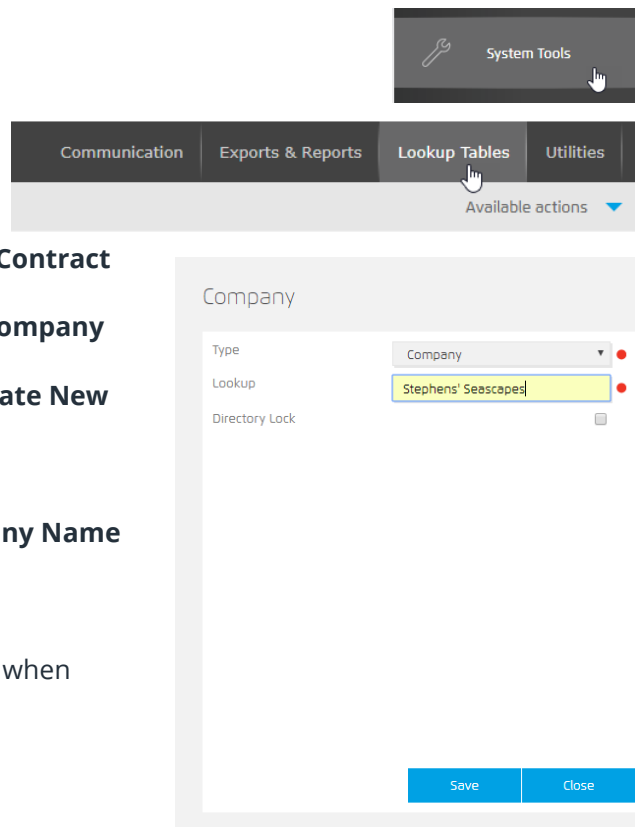 System Tools
Communication Exports & Reports Lookup Tables Utilities
Available actions
Contract
ompany
ate New
ny Name
when
Company
Type Company
Lookup Stephens' Seascapes
Directory Lock
Save Close